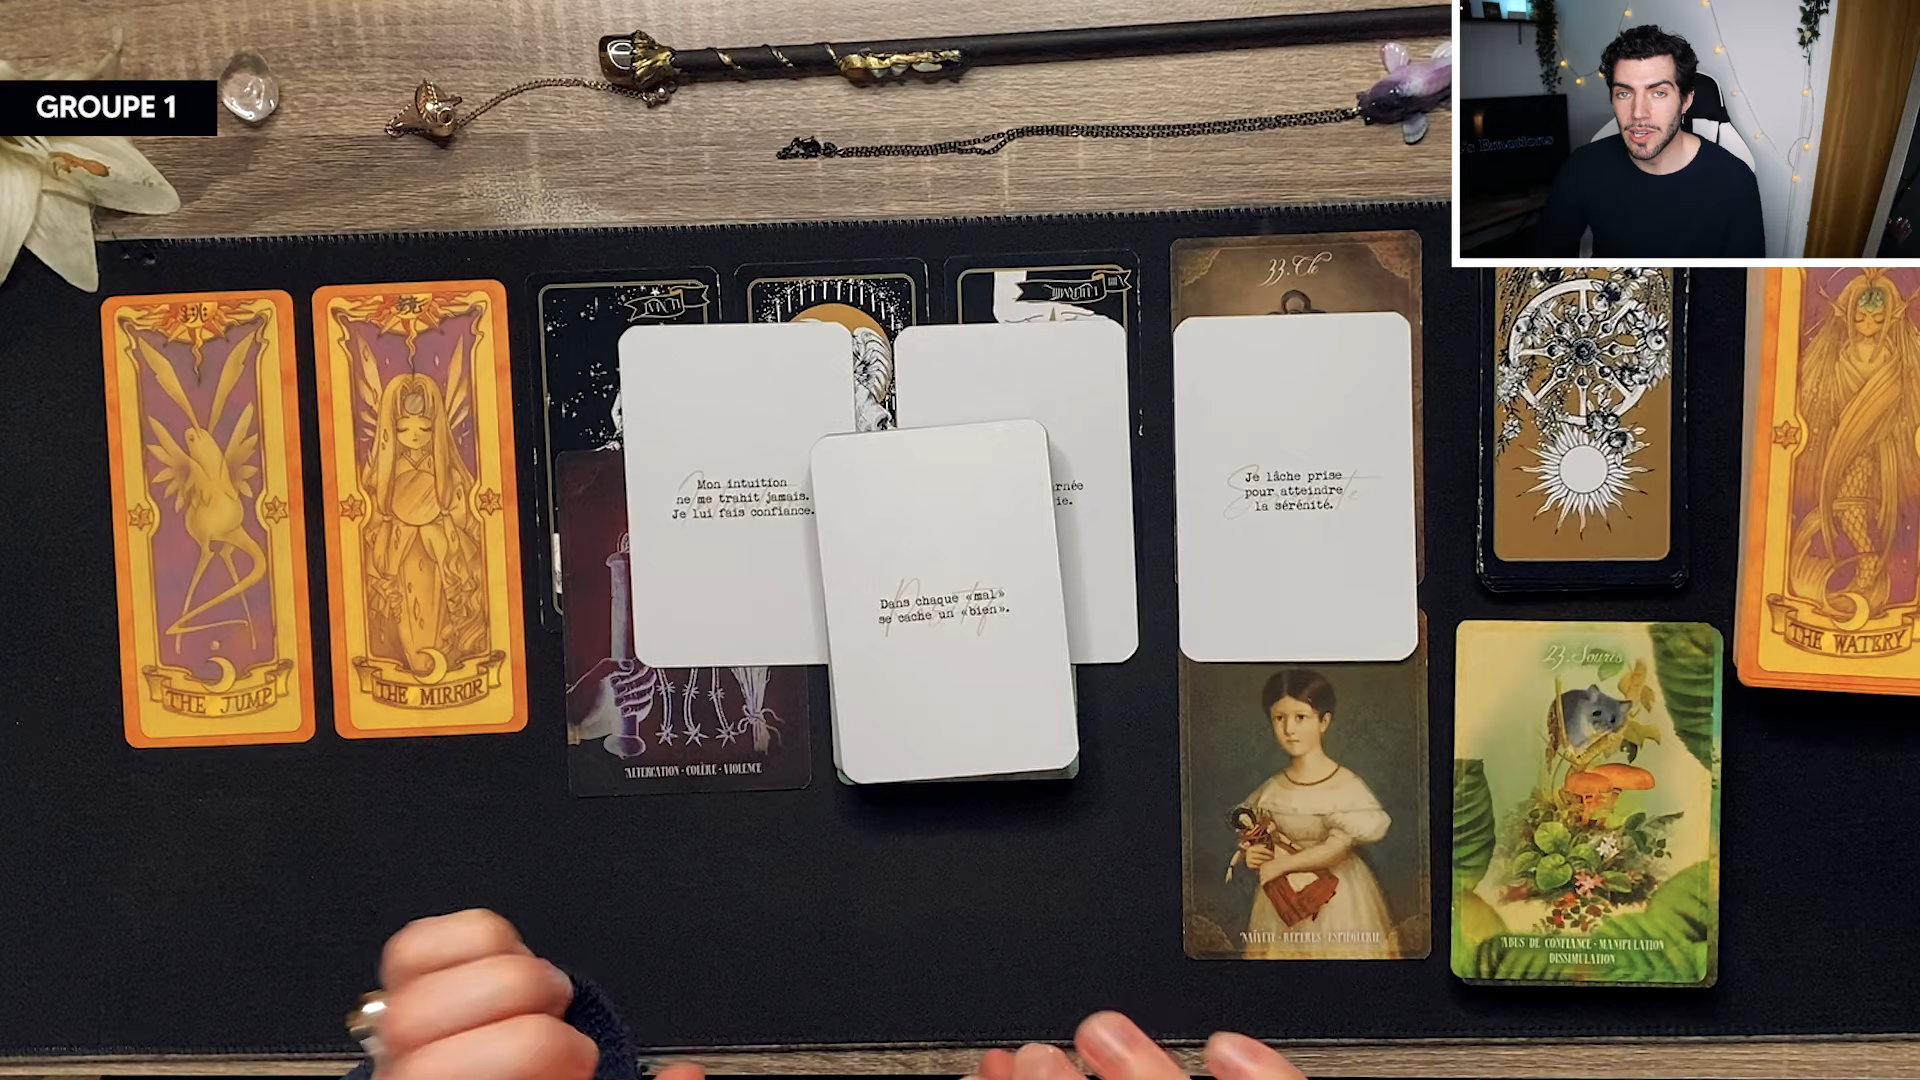 GROUPE 1
's Emotions
33. Clé
Mon intuition
ne me trahit jamais.
Je lui fais confiance.
Dans chaque «mal»
se cache un «bien».
Je lâche prise
pour atteindre
la sérénité.
THE JUMP
THE MIRROR
ALTERCATION - COLÈRE - VIOLENCE
NAÏVETÉ - REPÈRES - ESPIÈGLERIE
23. Souris
ABUS DE CONFIANCE - MANIPULATION
DISSIMULATION
THE WATERY